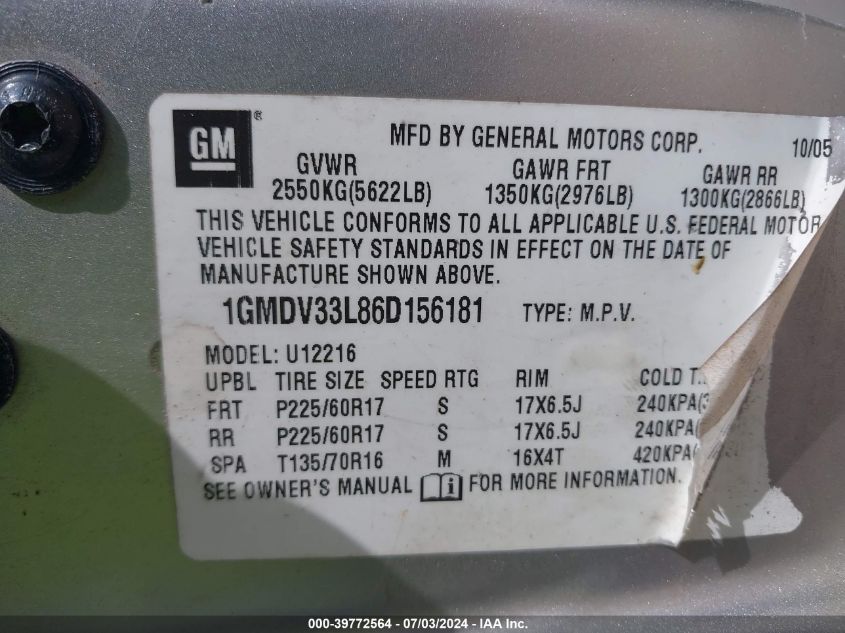 GM ®
MFD BY GENERAL MOTORS CORP. 10/05
GVWR GAWR FRT GAWR RR
2550KG(5622LB) 1350KG(2976LB) 1300KG(2866LB)
THIS VEHICLE CONFORMS TO ALL APPLICABLE U.S. FEDERAL MOTOR
VEHICLE SAFETY STANDARDS IN EFFECT ON THE DATE OF
MANUFACTURE SHOWN ABOVE.
1GMDV33L86D156181 TYPE: M.P.V.
MODEL: U12216
UPBL TIRE SIZE SPEED RTG RIM COLD T
FRT P225/60R17 S 17X6.5J 240KPA(3
RR P225/60R17 S 17X6.5J 240KPA(
SPA T135/70R16 M 16X4T 420KPA(
SEE OWNER'S MANUAL i FOR MORE INFORMATION.
000-39772564 - 07/03/2024 - IAA Inc.